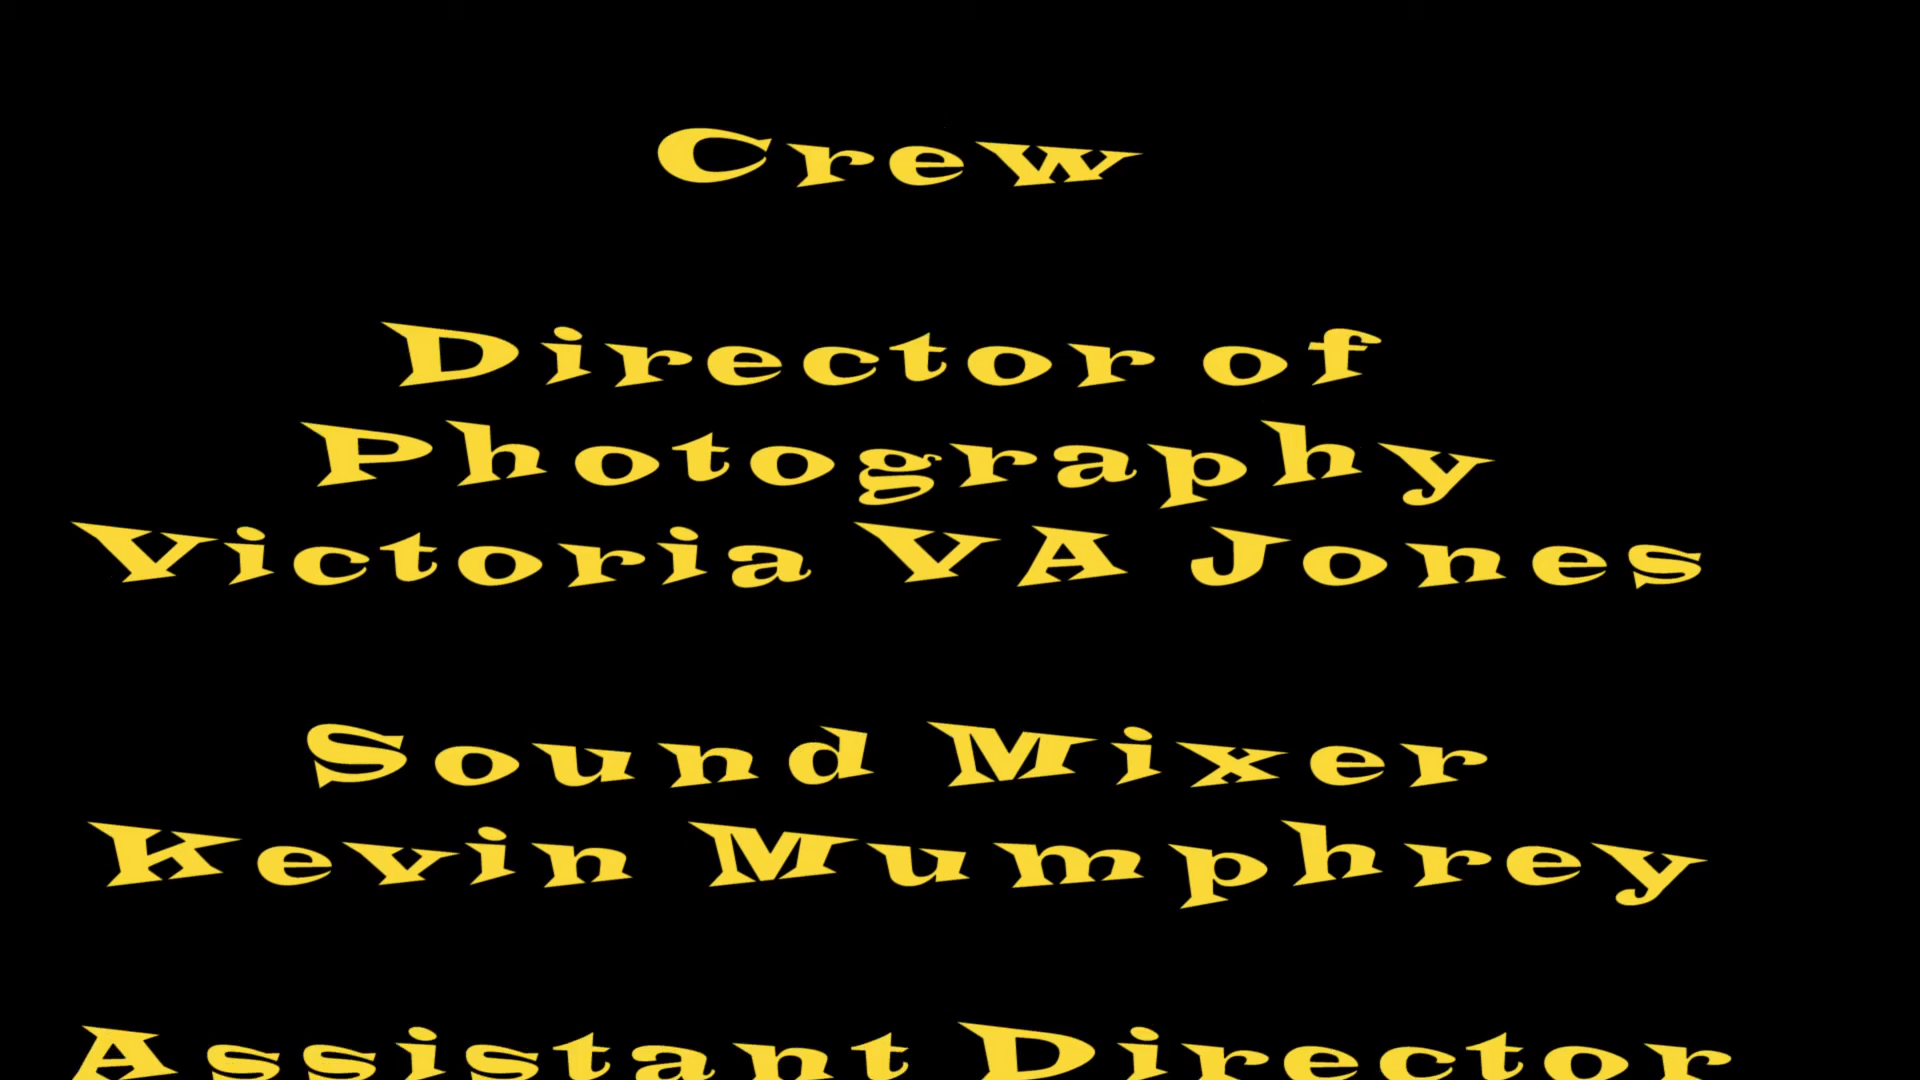 Crew
Director of
Photography
Victoria VA Jones
Sound Mixer
Kevin Mumphrey
Assistant Director